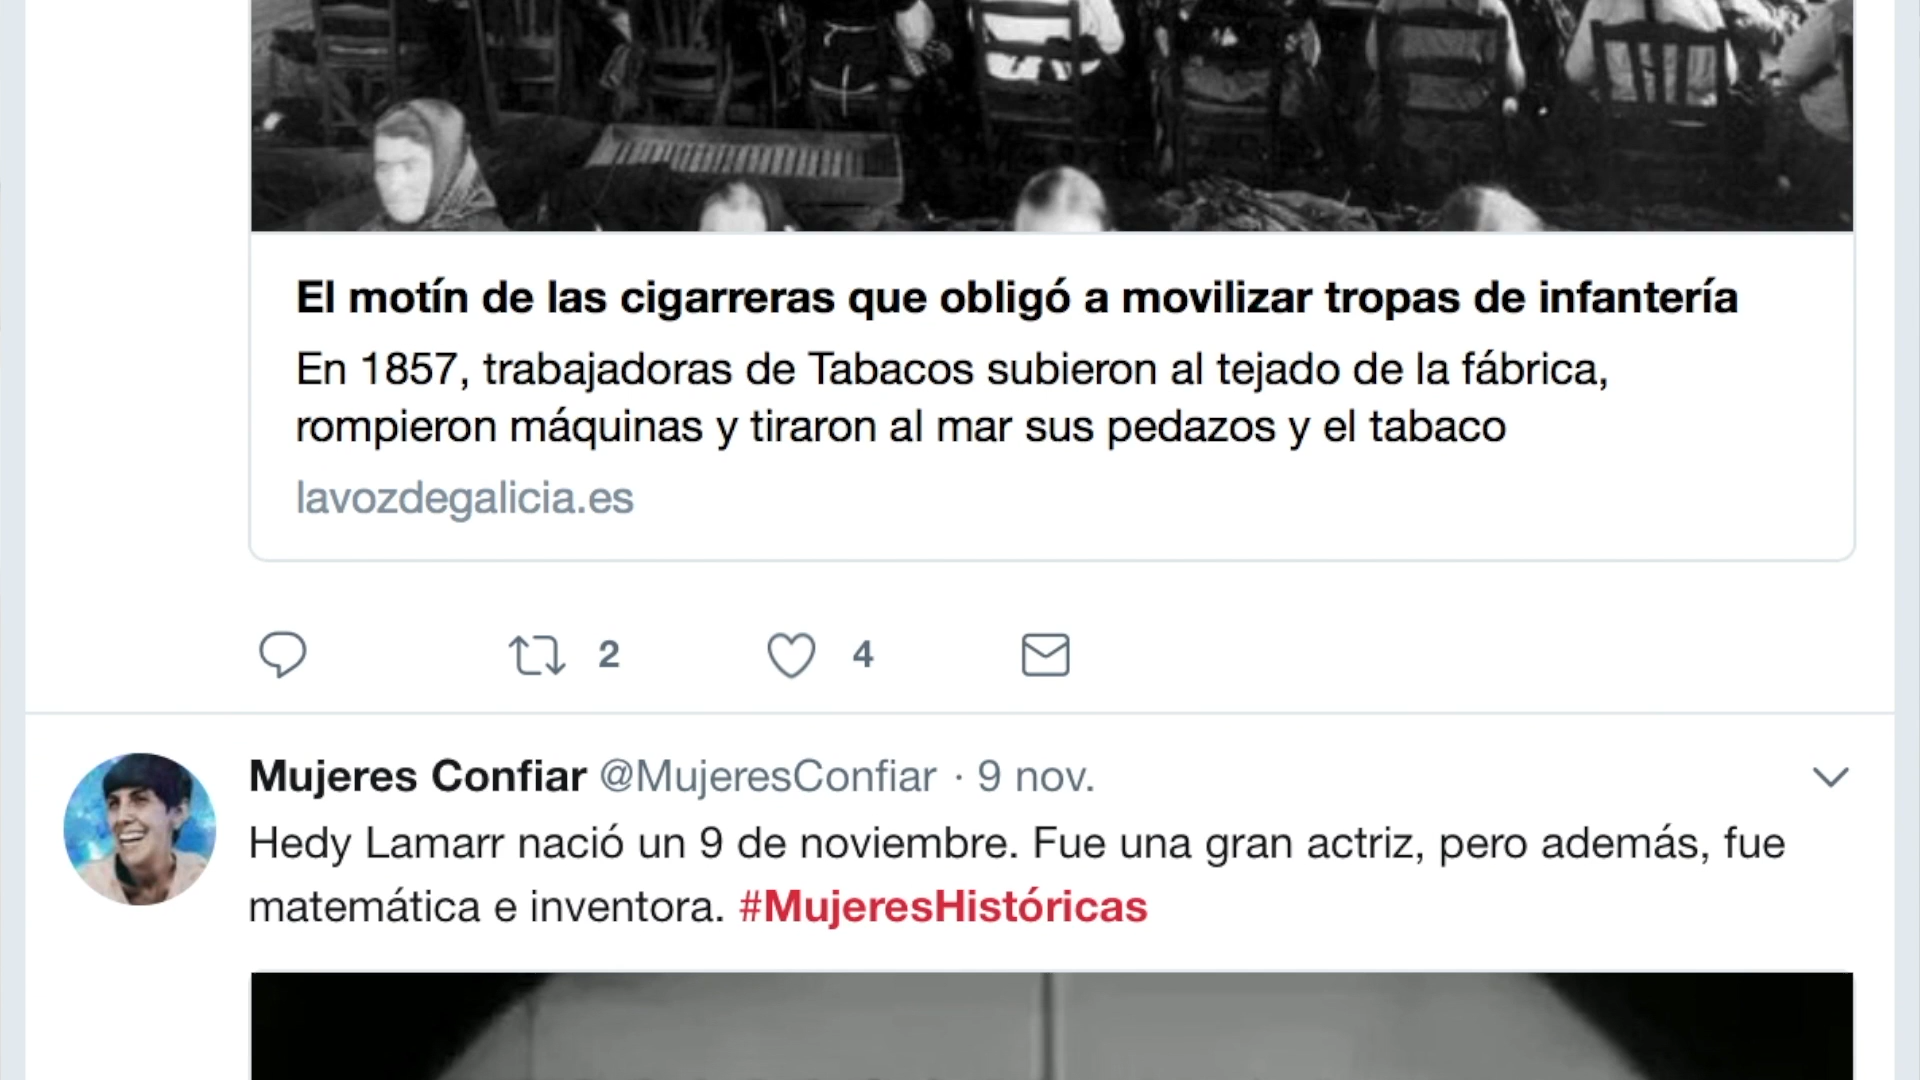 El motín de las cigarreras que obligó a movilizar tropas de infantería
En 1857, trabajadoras de Tabacos subieron al tejado de la fábrica,
rompieron máquinas y tiraron al mar sus pedazos y el tabaco
lavozdegalicia.es
2 4
Mujeres Confiar @MujeresConfiar · 9 nov.
Hedy Lamarr nació un 9 de noviembre. Fue una gran actriz, pero además, fue
matemática e inventora. #MujeresHistóricas